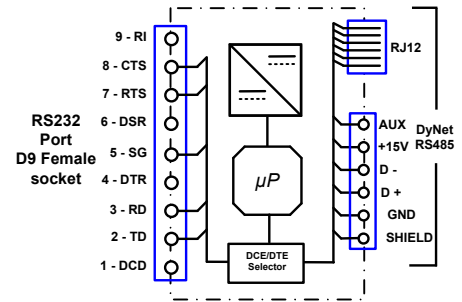 RS232
Port
D9 Female
socket
9 - RI
8 - CTS
7 - RTS
6 - DSR
5 - SG
4 - DTR
3 - RD
2 - TD
1 - DCD
µP
DCE/DTE
Selector
RJ12
AUX
+15V
D -
D +
GND
SHIELD
DyNet
RS485